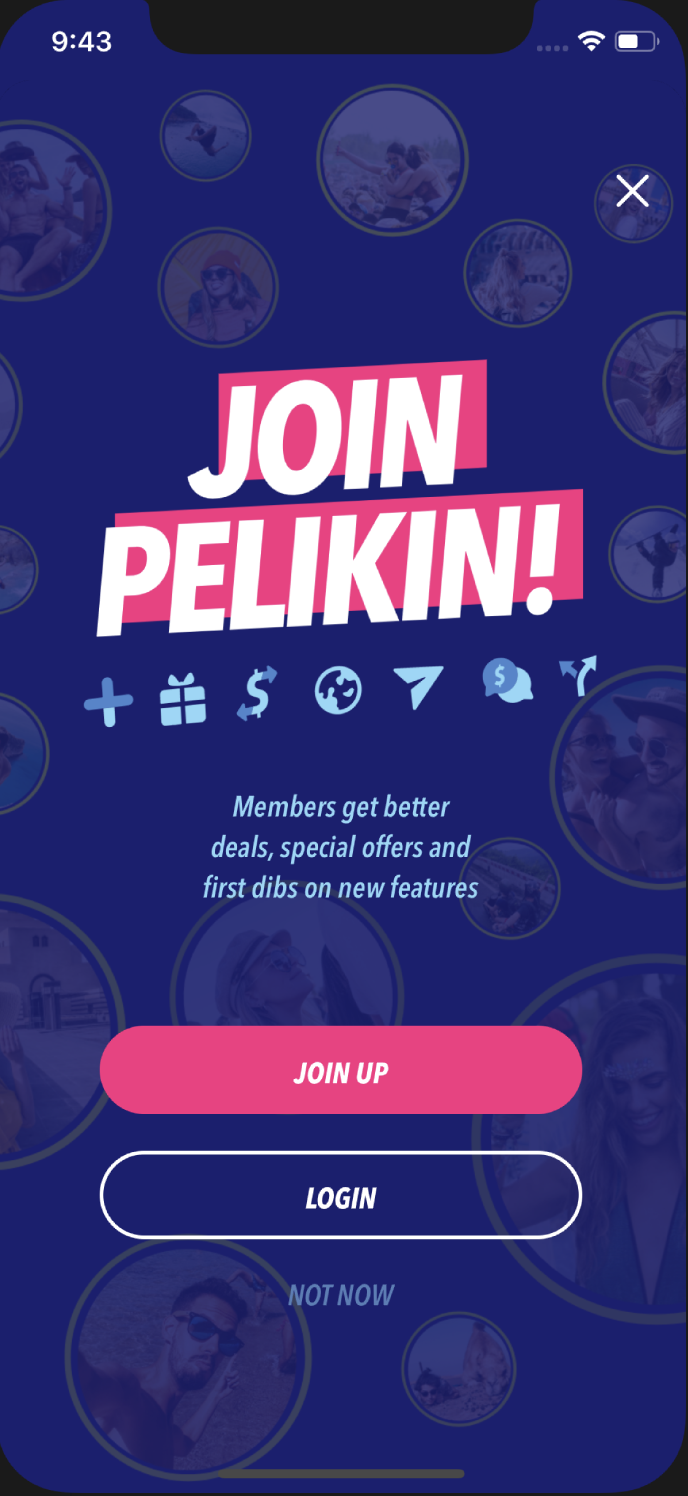 9:43
JOIN
PELIKIN!
$
$
Members get better
deals, special offers and
first dibs on new features
JOIN UP
LOGIN
NOT NOW